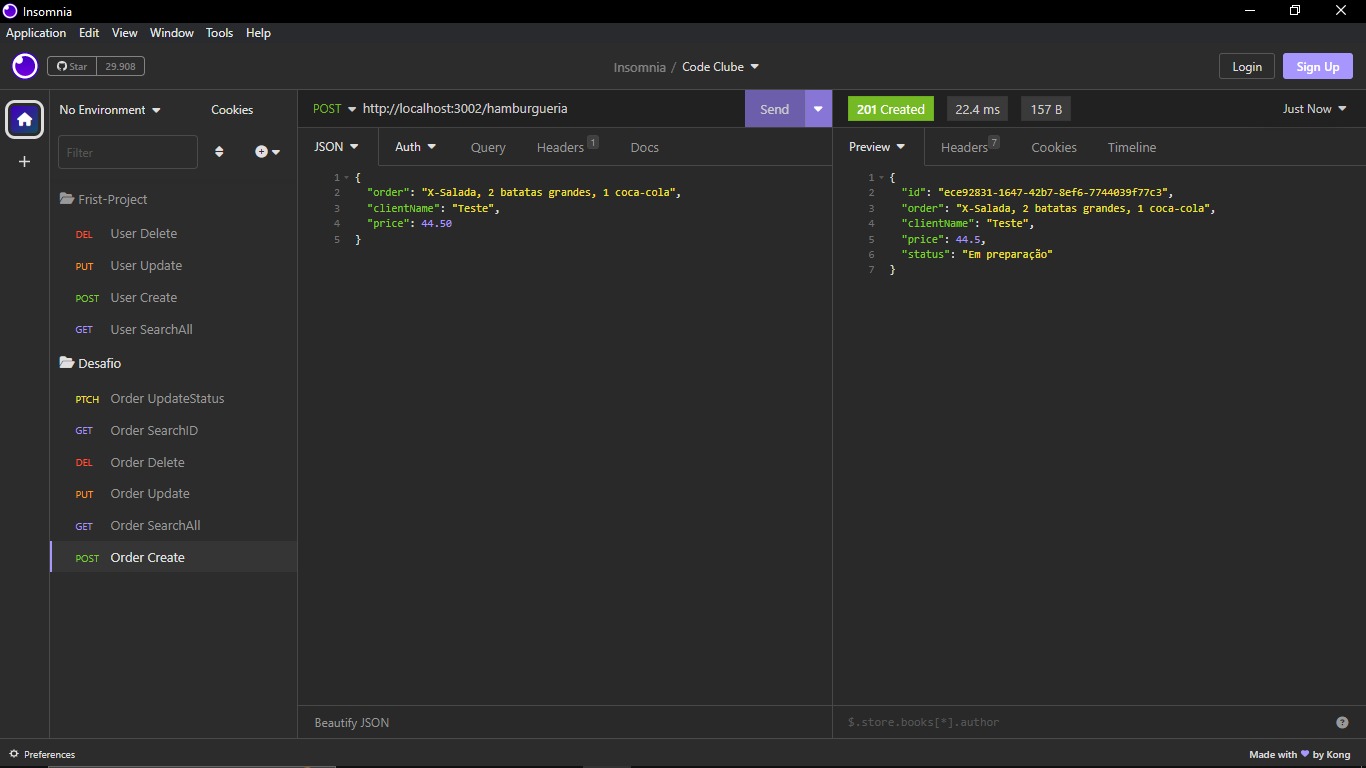 Insomnia
Application Edit View Window Tools Help
Star 29.908
Insomnia / Code Clube
Login Sign Up
No Environment Cookies
Filter
Frist-Project
DEL User Delete
PUT User Update
POST User Create
GET User SearchAll
Desafio
PTCH Order UpdateStatus
GET Order SearchID
DEL Order Delete
PUT Order Update
GET Order SearchAll
POST Order Create
POST http://localhost:3002/hamburgueria Send
JSON Auth Query Headers 1 Docs
1 {
2 "order": "X-Salada, 2 batatas grandes, 1 coca-cola",
3 "clientName": "Teste",
4 "price": 44.50
5 }
Beautify JSON
201 Created 22.4 ms 157 B Just Now
Preview Headers 7 Cookies Timeline
1 {
2 "id": "ece92831-1647-42b7-8ef6-7744039f77c3",
3 "order": "X-Salada, 2 batatas grandes, 1 coca-cola",
4 "clientName": "Teste",
5 "price": 44.5,
6 "status": "Em preparação"
7 }
$.store.books[*].author
Preferences
Made with ♥ by Kong